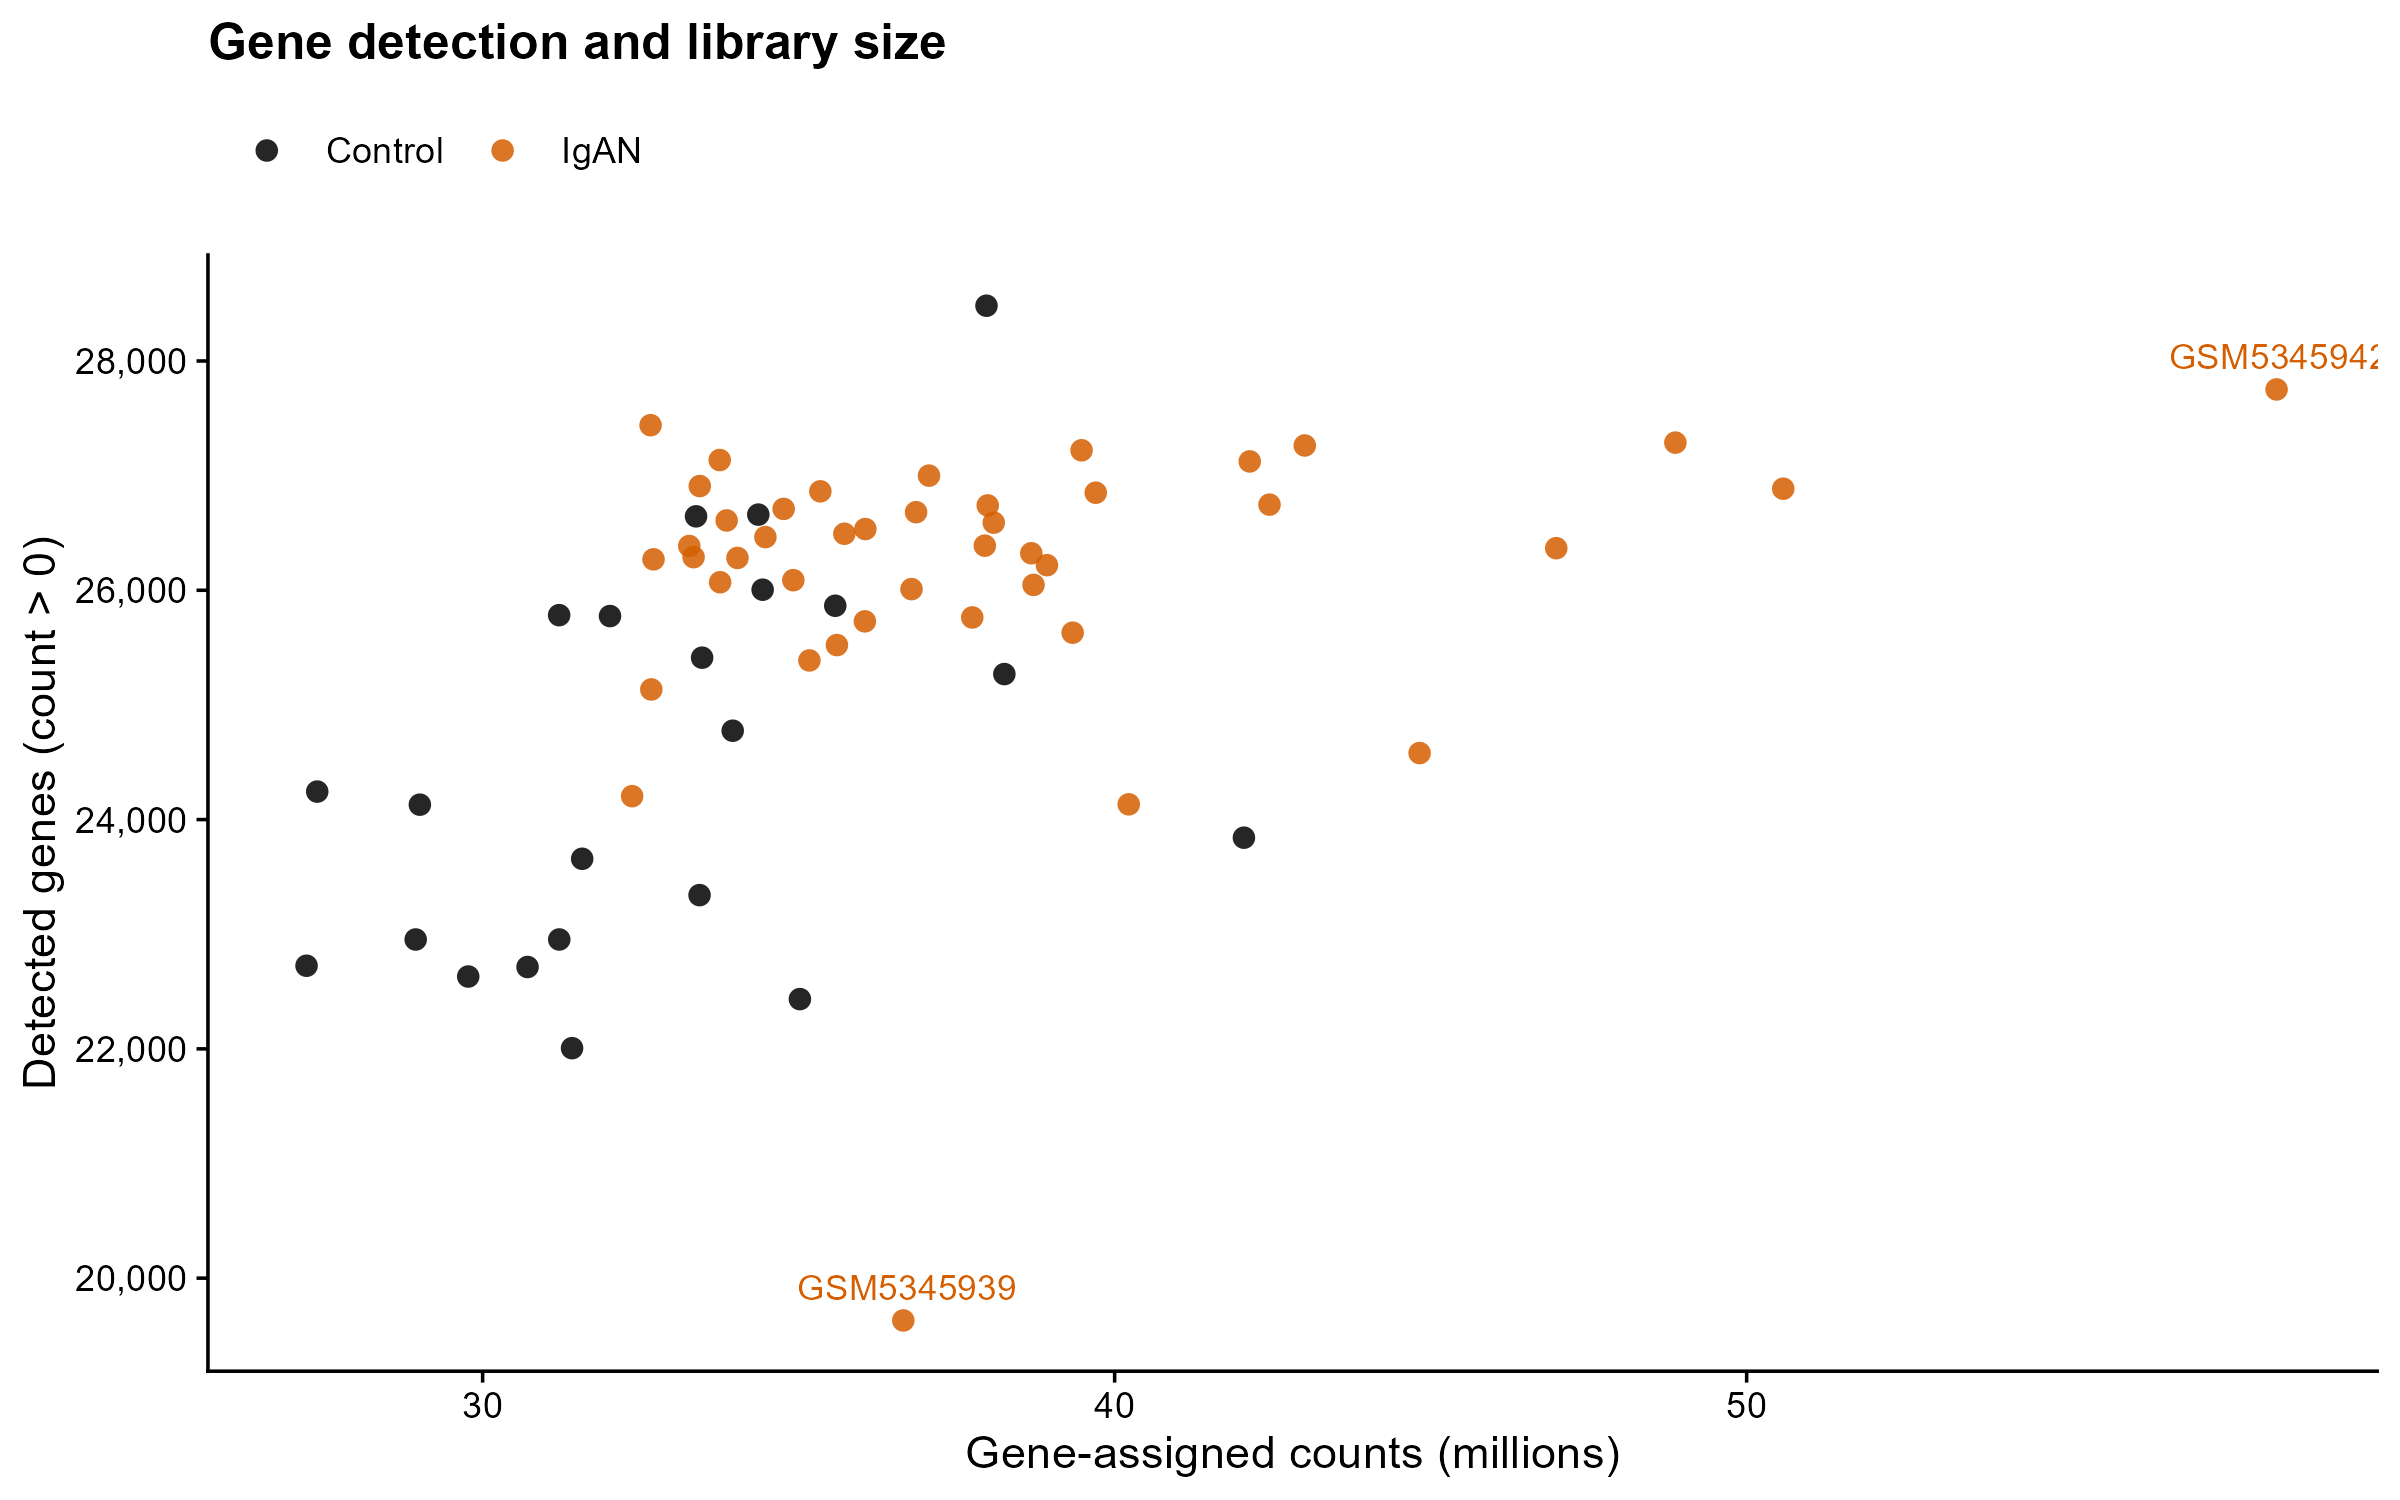 Gene detection and library size
Control
IgAN
28,000
26,000
24,000
22,000
20,000
Detected genes (count > 0)
GSM5345942
GSM5345939
30
40
50
Gene-assigned counts (millions)